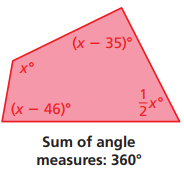 (x − 35)°
x°
(x − 46)°
½x°
Sum of angle
measures: 360°